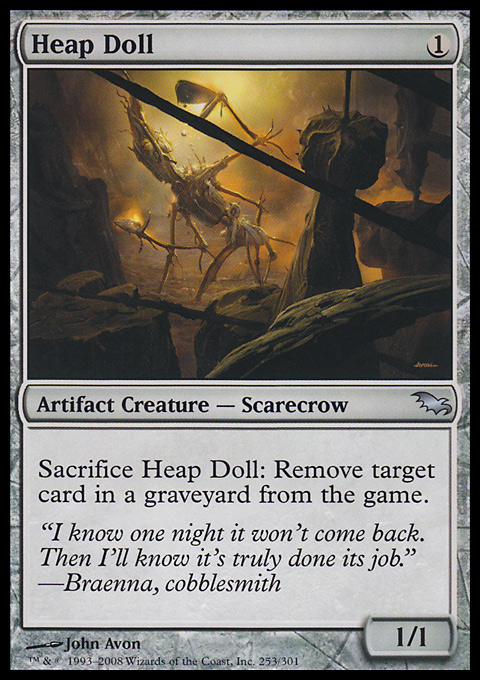 Heap Doll
1
Artifact Creature — Scarecrow
Sacrifice Heap Doll: Remove target
card in a graveyard from the game.
“I know one night it won’t come back.
Then I’ll know it’s truly done its job.”
—Braenna, cobblesmith
1/1
John Avon
™ & © 1993–2008 Wizards of the Coast, Inc. 253/301